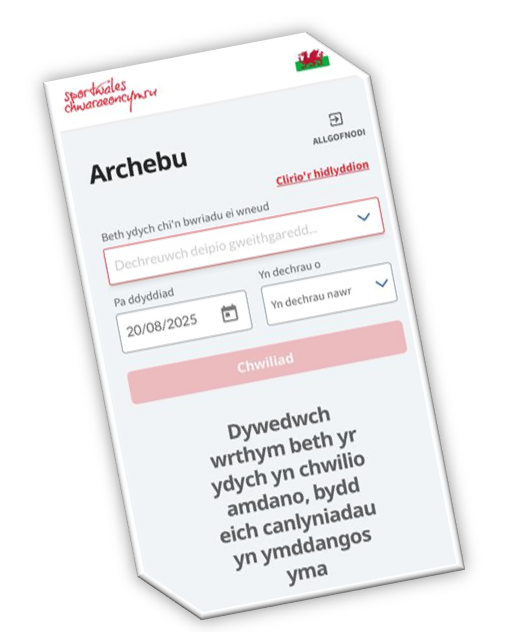 sportwales
chwaraeoncymru
ALLGOFNODI
Archebu
Clirio'r hidlyddion
Beth ydych chi'n bwriadu ei wneud
Dechreuwch deipio gweithgaredd...
Pa ddyddiad
Yn dechrau o
20/08/2025
Yn dechrau nawr
Chwiliad
Dywedwch
wrthym beth yr
ydych yn chwilio
amdano, bydd
eich canlyniadau
yn ymddangos
yma